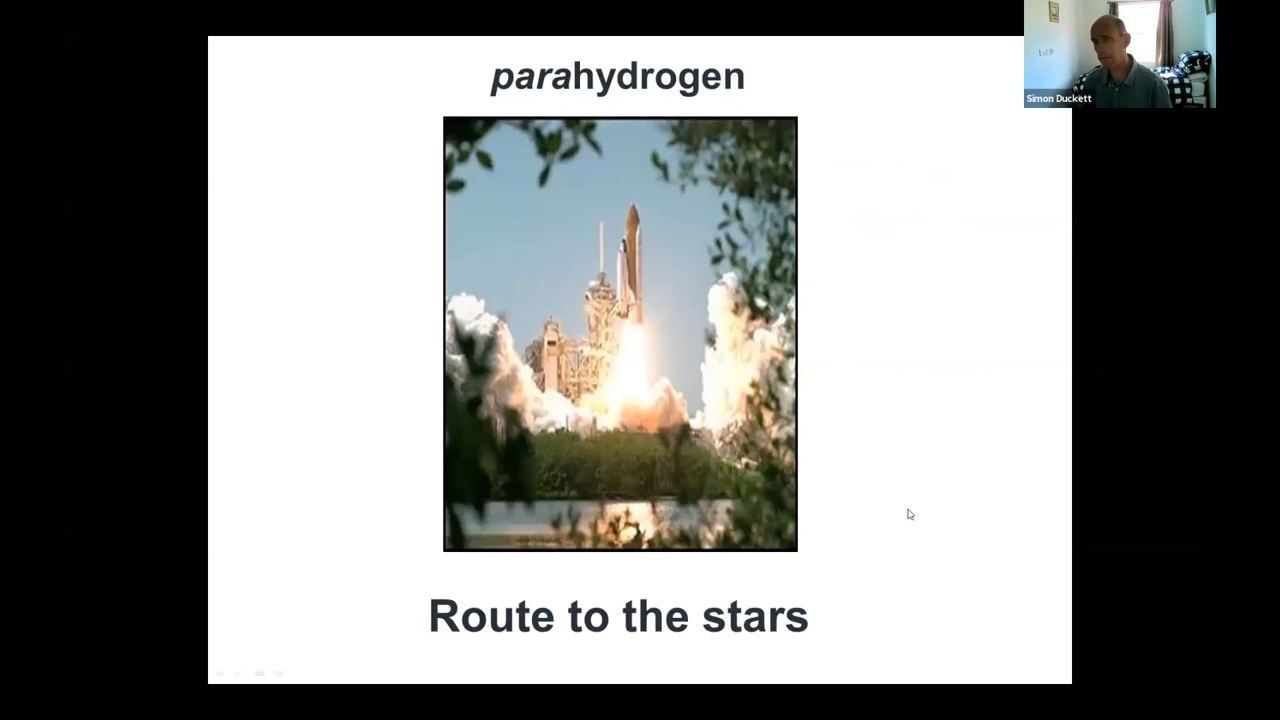 parahydrogen
Simon Duckett
Route to the stars